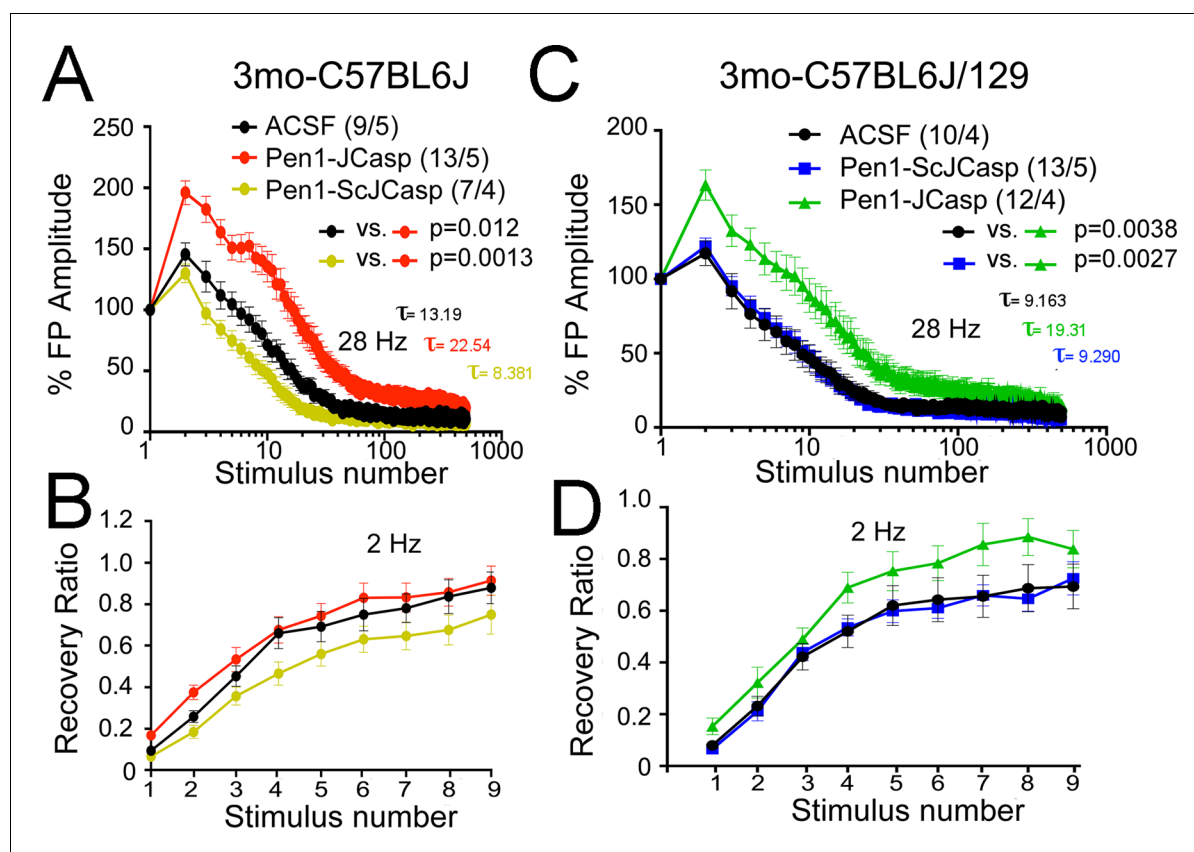 A
3mo-C57BL6J
ACSF (9/5)
Pen1-JCasp (13/5)
Pen1-ScJCasp (7/4)
vs. p=0.012
vs. p=0.0013
% FP Amplitude
250
200
150
100
50
0
τ= 13.19
28 Hz
τ= 22.54
τ= 8.381
1
10
100
1000
Stimulus number
B
2 Hz
Recovery Ratio
1.2
1.0
0.8
0.6
0.4
0.2
0
1 2 3 4 5 6 7 8 9
Stimulus number
C
3mo-C57BL6J/129
ACSF (10/4)
Pen1-ScJCasp (13/5)
Pen1-JCasp (12/4)
vs. p=0.0038
vs. p=0.0027
% FP Amplitude
200
150
100
50
0
τ= 9.163
28 Hz
τ= 19.31
τ= 9.290
1
10
100
1000
Stimulus number
D
2 Hz
Recovery Ratio
1.0
0.8
0.6
0.4
0.2
0
1 2 3 4 5 6 7 8 9
Stimulus number